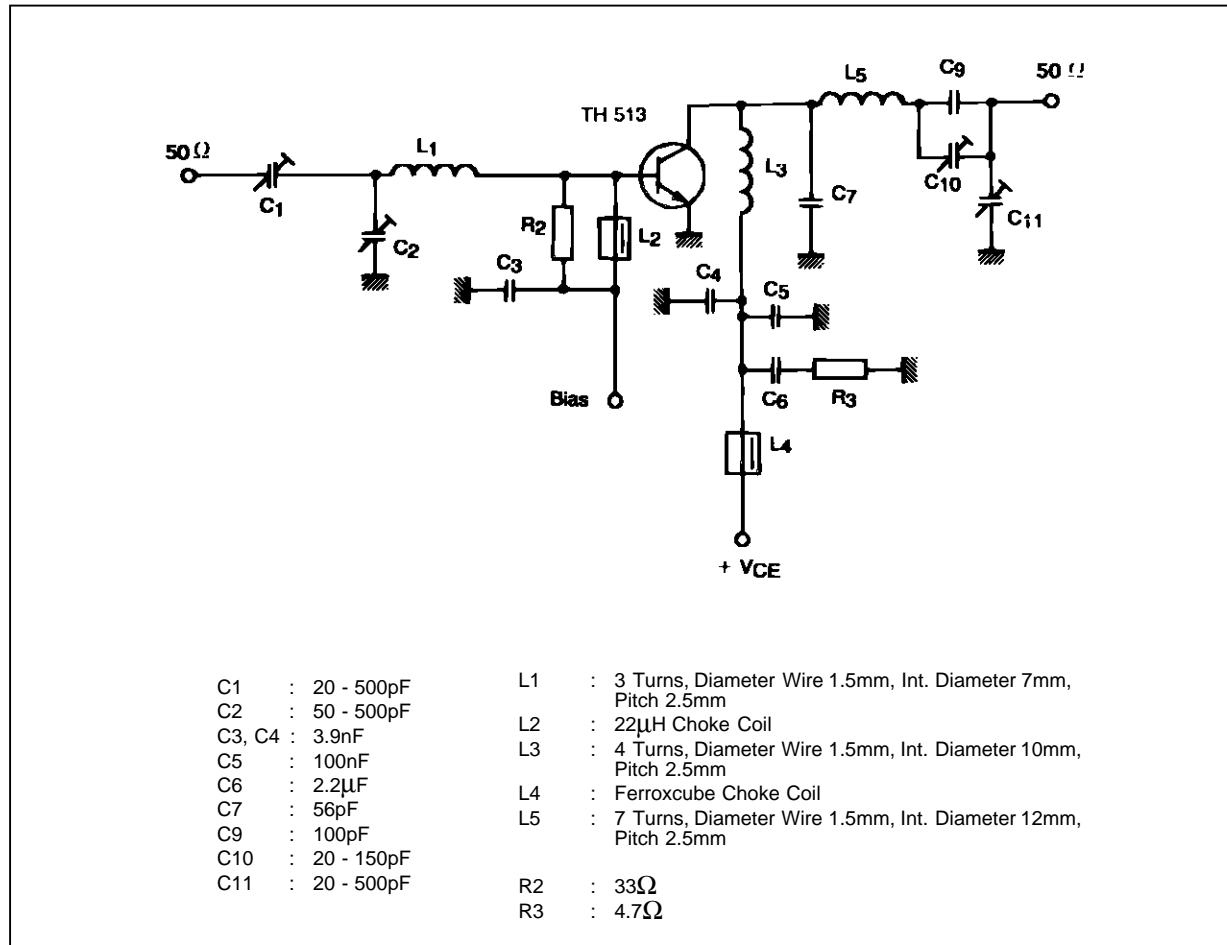 50 Ω
C1
C2
L1
R2
L2
C3
Bias
TH 513
L3
C7
L5
C9
50 Ω
C10
C11
C4
C5
C6
R3
L4
+ VCE
C1 : 20 - 500pF
C2 : 50 - 500pF
C3, C4 : 3.9nF
C5 : 100nF
C6 : 2.2µF
C7 : 56pF
C9 : 100pF
C10 : 20 - 150pF
C11 : 20 - 500pF
L1 : 3 Turns, Diameter Wire 1.5mm, Int. Diameter 7mm,
Pitch 2.5mm
L2 : 22µH Choke Coil
L3 : 4 Turns, Diameter Wire 1.5mm, Int. Diameter 10mm,
Pitch 2.5mm
L4 : Ferroxcube Choke Coil
L5 : 7 Turns, Diameter Wire 1.5mm, Int. Diameter 12mm,
Pitch 2.5mm
R2 : 33Ω
R3 : 4.7Ω